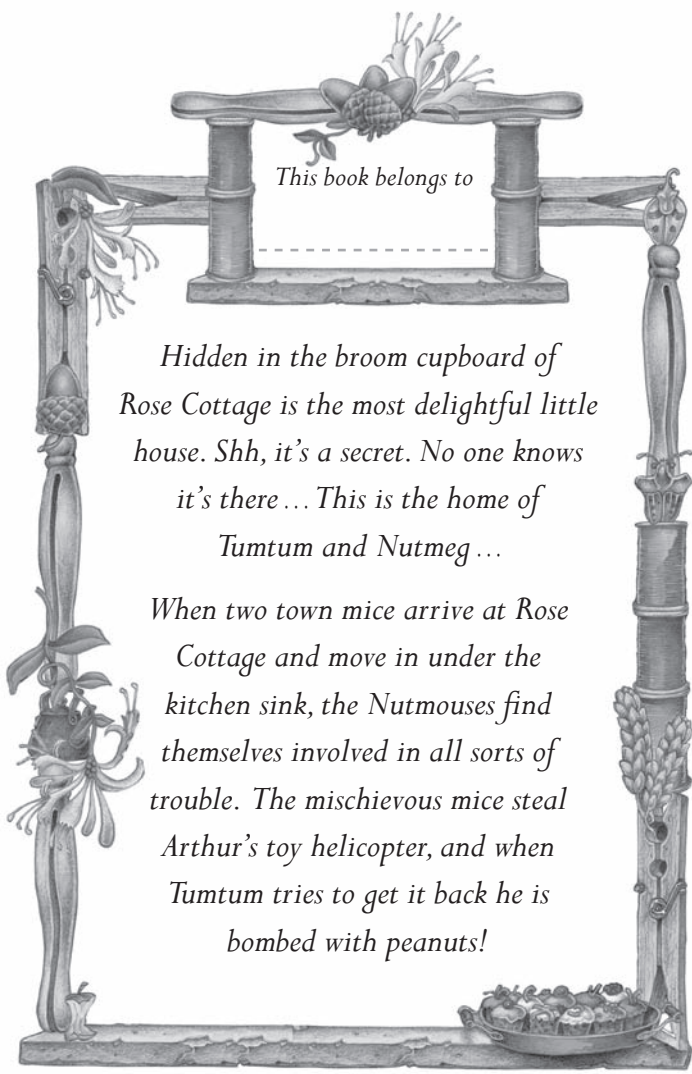 This book belongs to
Hidden in the broom cupboard of
Rose Cottage is the most delightful little
house. Shh, it’s a secret. No one knows
it’s there … This is the home of
Tumtum and Nutmeg …
When two town mice arrive at Rose
Cottage and move in under the
kitchen sink, the Nutmouses find
themselves involved in all sorts of
trouble. The mischievous mice steal
Arthur’s toy helicopter, and when
Tumtum tries to get it back he is
bombed with peanuts!